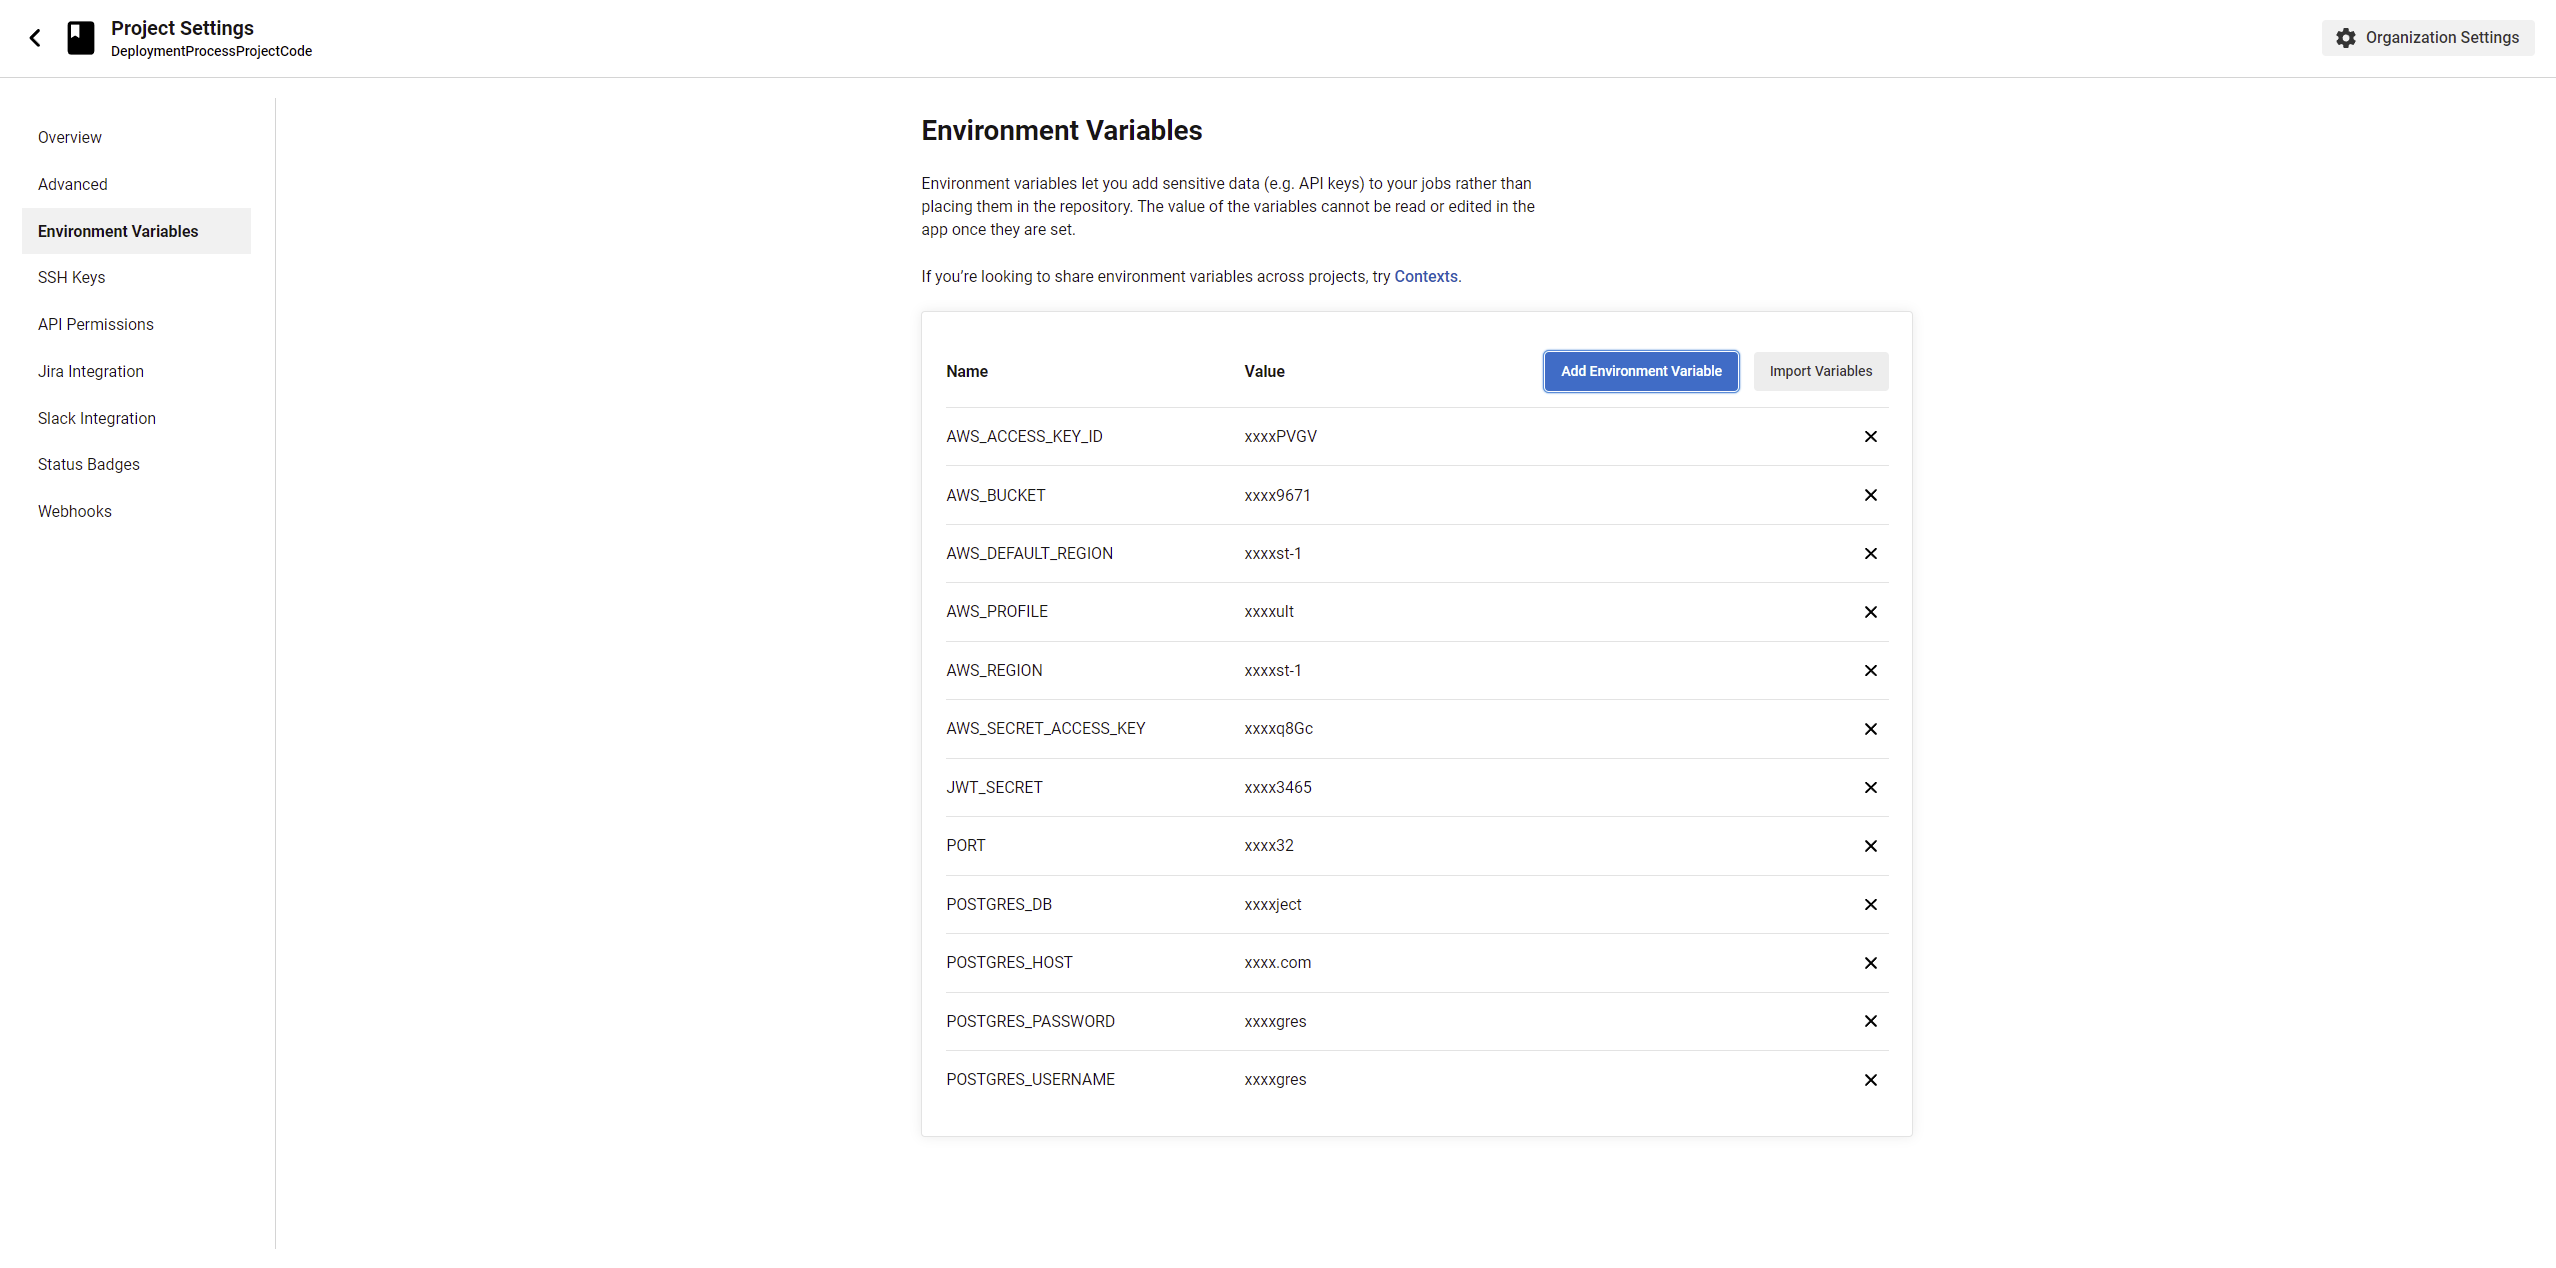 Project Settings
DeploymentProcessProjectCode
Organization Settings
Overview
Advanced
Environment Variables
SSH Keys
API Permissions
Jira Integration
Slack Integration
Status Badges
Webhooks
Environment Variables
Environment variables let you add sensitive data (e.g. API keys) to your jobs rather than
placing them in the repository. The value of the variables cannot be read or edited in the
app once they are set.
If you’re looking to share environment variables across projects, try Contexts.
Name Value Add Environment Variable Import Variables
AWS_ACCESS_KEY_ID xxxxPVGV
AWS_BUCKET xxxx9671
AWS_DEFAULT_REGION xxxxst-1
AWS_PROFILE xxxxult
AWS_REGION xxxxst-1
AWS_SECRET_ACCESS_KEY xxxxq8Gc
JWT_SECRET xxxx3465
PORT xxxx32
POSTGRES_DB xxxxject
POSTGRES_HOST xxxx.com
POSTGRES_PASSWORD xxxxgres
POSTGRES_USERNAME xxxxgres